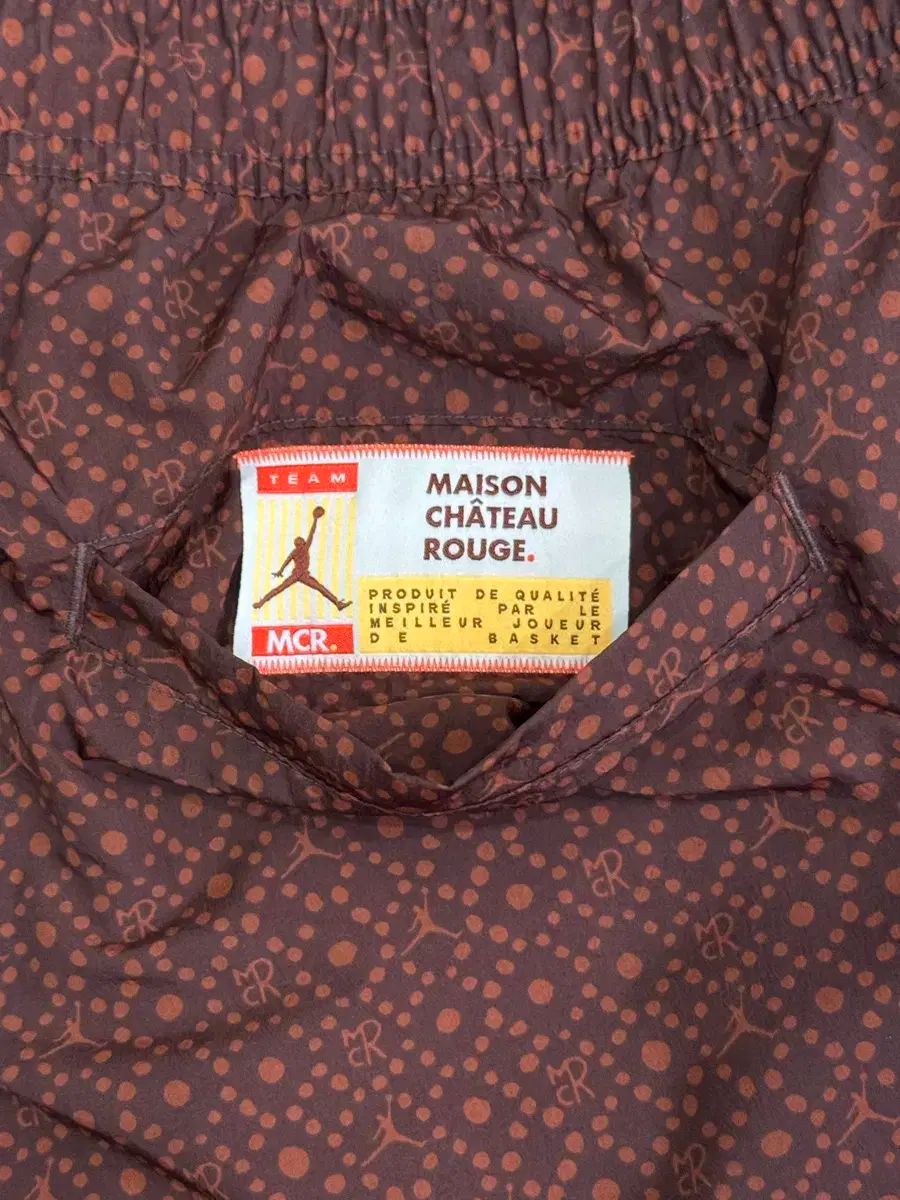 TEAM
MAISON
CHÂTEAU
ROUGE.
PRODUIT DE QUALITÉ
INSPIRÉ PAR LE
MEILLEUR JOUEUR
DE BASKET
MCR.